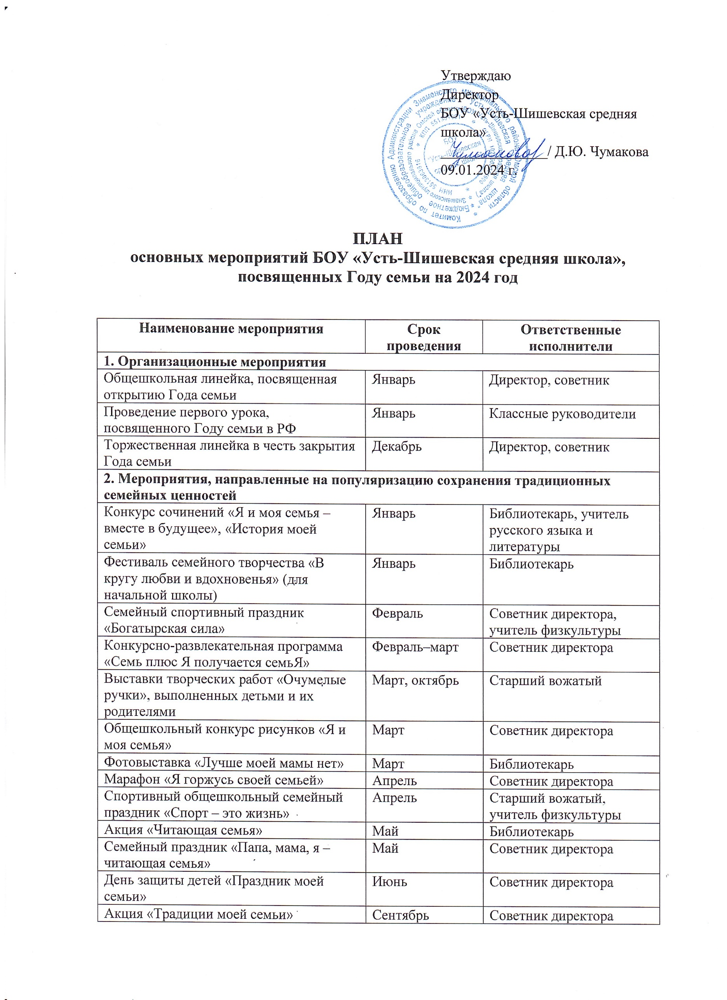 Утверждаю
Директор
БОУ «Усть-Шишевская средняя
школа»
/ Д.Ю. Чумакова
09.01.2024 г.
ПЛАН
основных мероприятий БОУ «Усть-Шишевская средняя школа»,
посвященных Году семьи на 2024 год
Наименование мероприятия Срок проведения Ответственные исполнители
1. Организационные мероприятия
Общешкольная линейка, посвященная Январь Директор, советник
открытию Года семьи
Проведение первого урока, Январь Классные руководители
посвященного Году семьи в РФ
Торжественная линейка в честь закрытия Декабрь Директор, советник
Года семьи
2. Мероприятия, направленные на популяризацию сохранения традиционных
семейных ценностей
Конкурс сочинений «Я и моя семья – Январь Библиотекарь, учитель
вместе в будущее», «История моей русского языка и
семьи» литературы
Фестиваль семейного творчества «В Январь Библиотекарь
кругу любви и вдохновенья» (для
начальной школы)
Семейный спортивный праздник Февраль Советник директора,
«Богатырская сила» учитель физкультуры
Конкурсно-развлекательная программа Февраль–март Советник директора
«Семь плюс Я получается семьЯ»
Выставки творческих работ «Очумелые Март, октябрь Старший вожатый
ручки», выполненных детьми и их
родителями
Общешкольный конкурс рисунков «Я и Март Советник директора
моя семья»
Фотовыставка «Лучше моей мамы нет» Март Библиотекарь
Марафон «Я горжусь своей семьей» Апрель Советник директора
Спортивный общешкольный семейный Апрель Старший вожатый,
праздник «Спорт – это жизнь» учитель физкультуры
Акция «Читающая семья» Май Библиотекарь
Семейный праздник «Папа, мама, я – Май Советник директора
читающая семья»
День защиты детей «Праздник моей Июнь Советник директора
семьи»
Акция «Традиции моей семьи» Сентябрь Советник директора